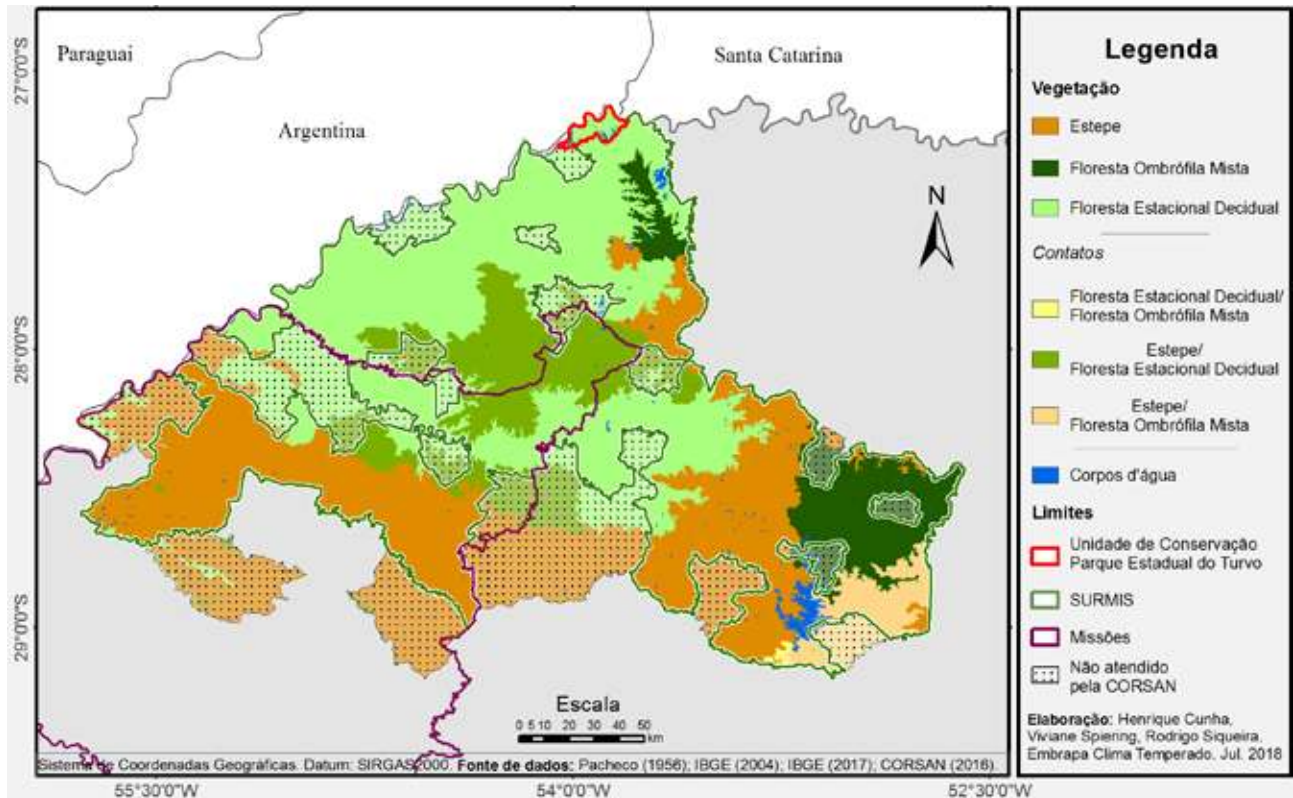 Paraguai
Argentina
Santa Catarina
27°0'0"S
28°0'0"S
29°0'0"S
N
Escala
0 5 10 20 30 40 50
km
Sistema de Coordenadas Geográficas. Datum: SIRGAS2000. Fonte de dados: Pacheco (1956); IBGE (2004); IBGE (2017); CORSAN (2016).
55°30'0"W
54°0'0"W
52°30'0"W
Legenda
Vegetação
Estepe
Floresta Ombrófila Mista
Floresta Estacional Decidual
Contatos
Floresta Estacional Decidual/
Floresta Ombrófila Mista
Estepe/
Floresta Estacional Decidual
Estepe/
Floresta Ombrófila Mista
Corpos d'água
Limites
Unidade de Conservação
Parque Estadual do Turvo
SURMIS
Missões
Não atendido
pela CORSAN
Elaboração: Henrique Cunha,
Viviane Spiering, Rodrigo Siqueira.
Embrapa Clima Temperado. Jul. 2018